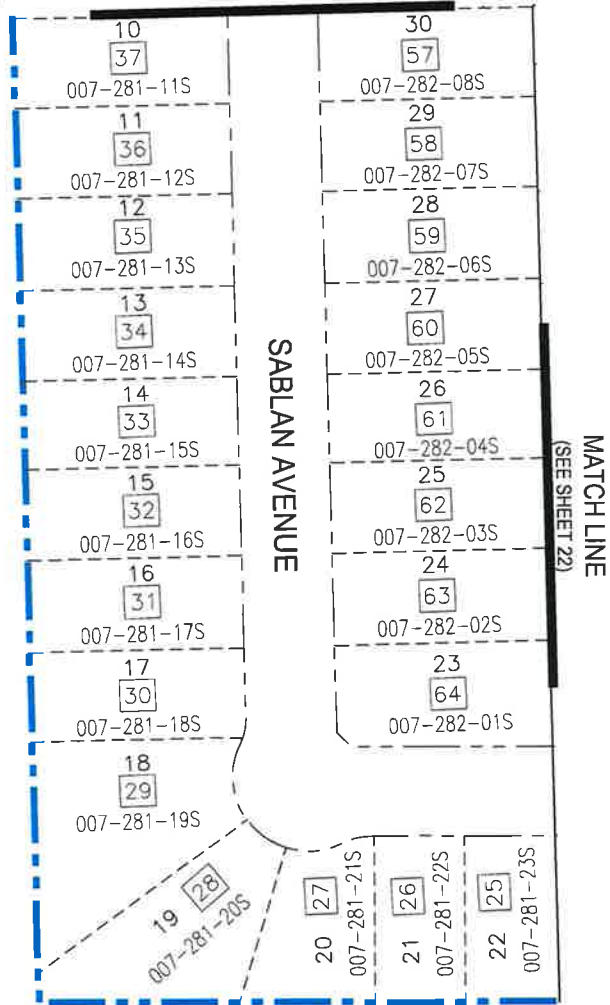 10
37
007-281-11S
11
36
007-281-12S
12
35
007-281-13S
13
34
007-281-14S
14
33
007-281-15S
15
32
007-281-16S
16
31
007-281-17S
17
30
007-281-18S
18
29
007-281-19S
19 28
007-281-20S
SABLAN AVENUE
30
57
007-282-08S
29
58
007-282-07S
28
59
007-282-06S
27
60
007-282-05S
26
61
007-282-04S
25
62
007-282-03S
24
63
007-282-02S
23
64
007-282-01S
20 27
007-281-21S
21 26
007-281-22S
22 25
007-281-23S
MATCH LINE
(SEE SHEET 22)